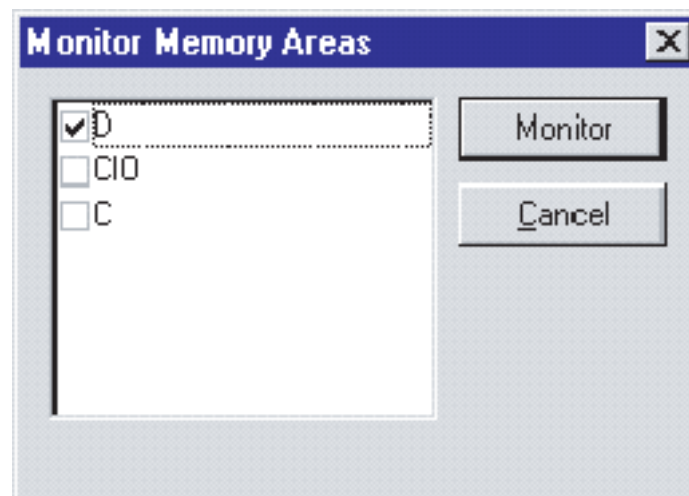 Monitor Memory Areas
D
CIO
C
Monitor
Cancel